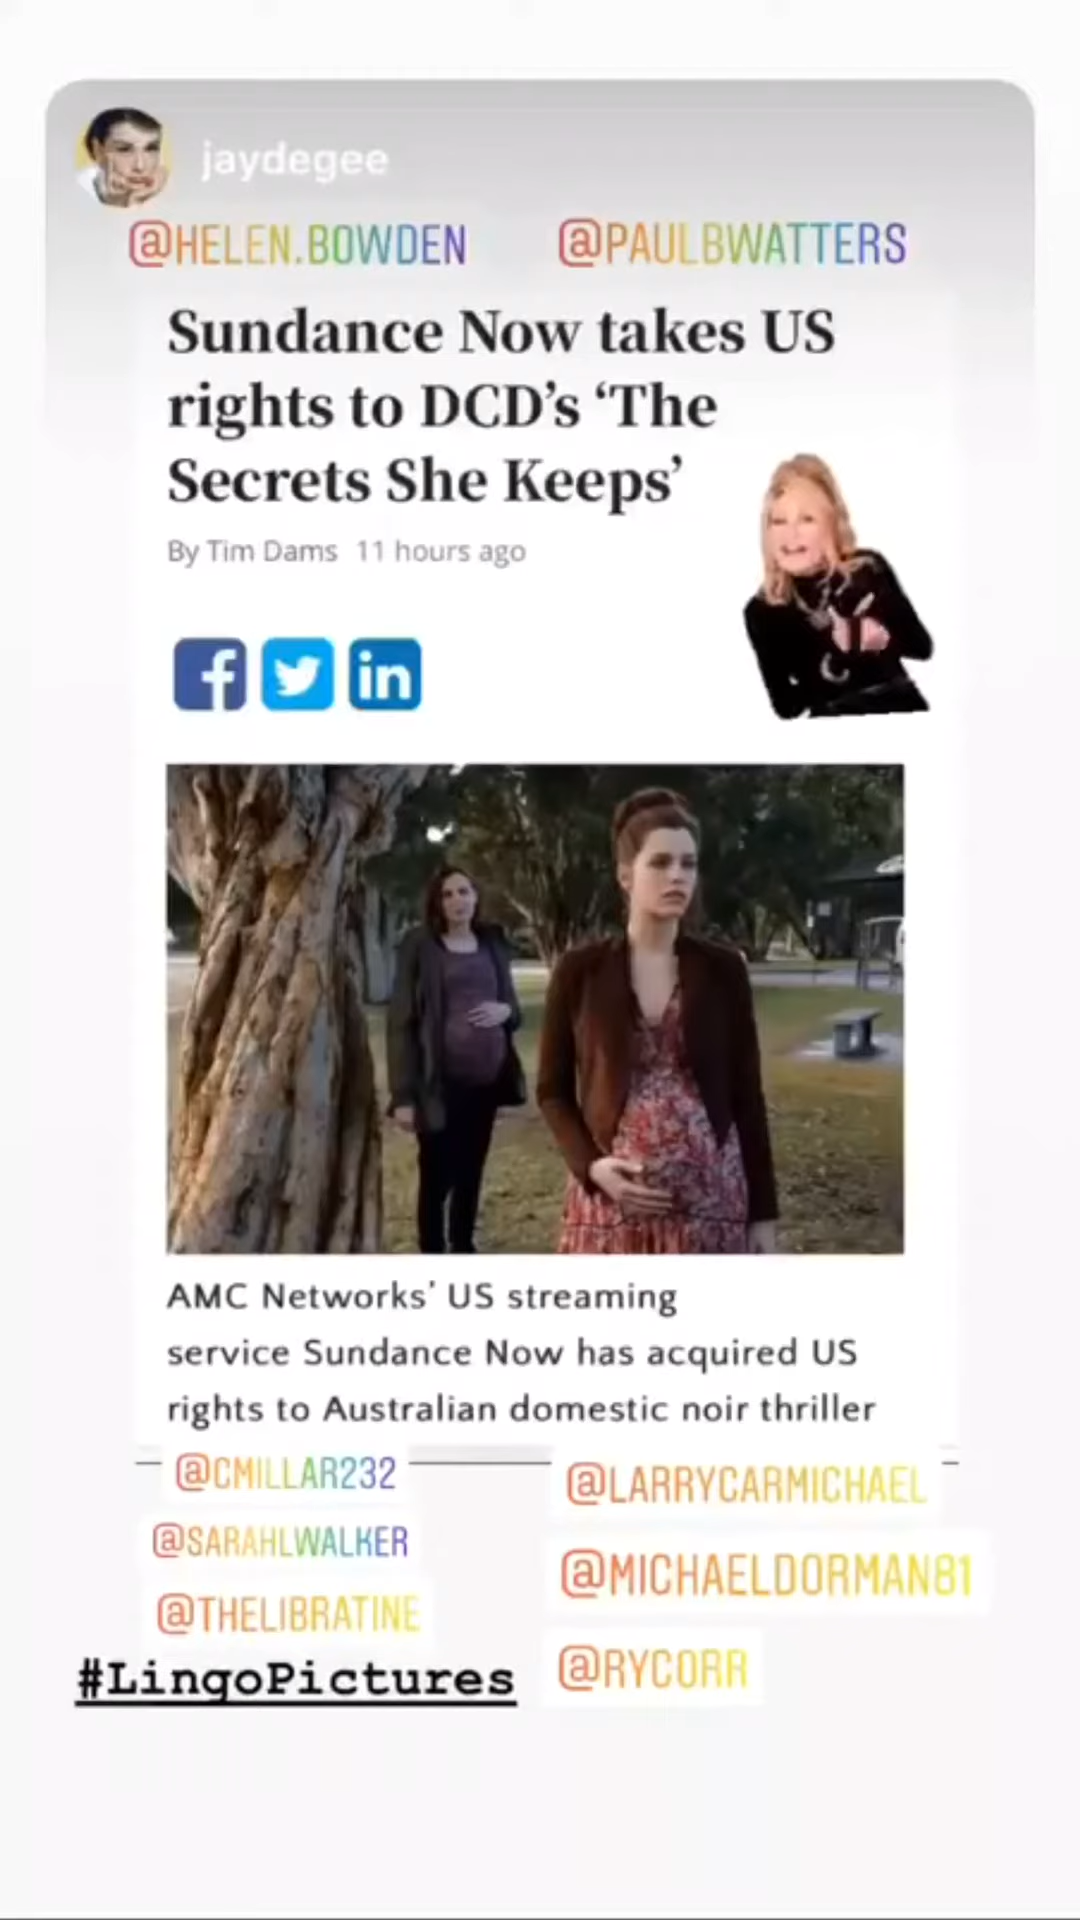 jaydegee
@HELEN.BOWDEN @PAULBWATTERS
Sundance Now takes US
rights to DCD’s ‘The
Secrets She Keeps’
By Tim Dams 11 hours ago
f in
AMC Networks’ US streaming
service Sundance Now has acquired US
rights to Australian domestic noir thriller
@CMILLAR232
@LARRYCARMICHAEL
@SARAHLWALKER
@MICHAELDORMAN81
@THELIBRATINE
@RYCORR
#LingoPictures